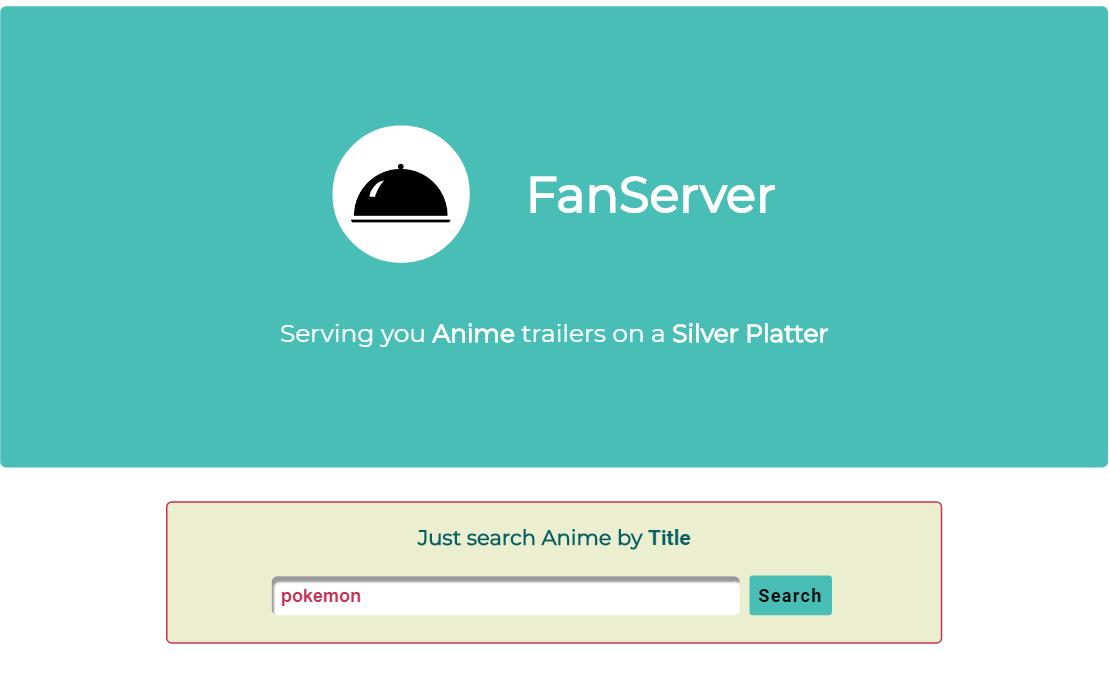 FanServer
Serving you Anime trailers on a Silver Platter
Just search Anime by Title
pokemon
Search